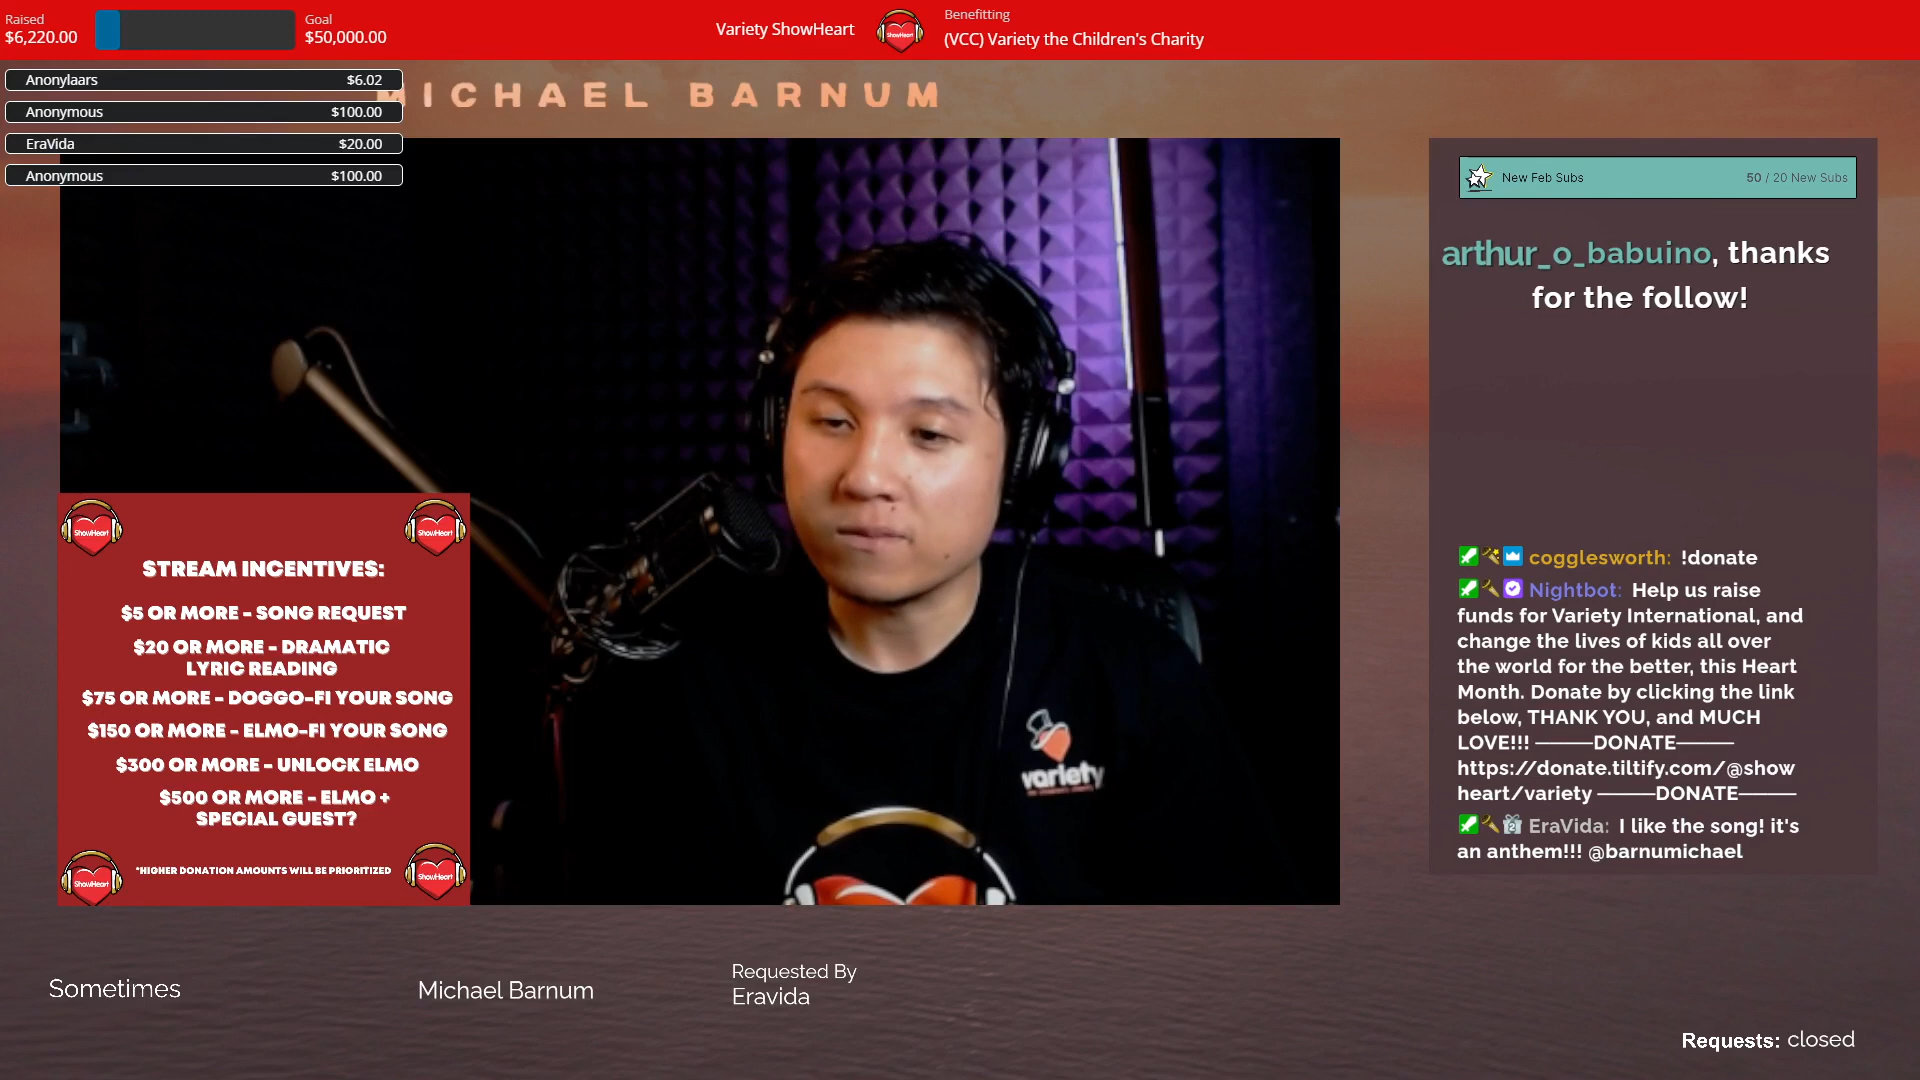 Raised
$6,220.00
Goal
$50,000.00
Variety ShowHeart
ShowHeart
Benefitting
(VCC) Variety the Children's Charity
Anonylaars $6.02
Anonymous $100.00
EraVida $20.00
Anonymous $100.00
MICHAEL BARNUM
New Feb Subs 50 / 20 New Subs
arthur_o_babuino, thanks
for the follow!
ShowHeart
ShowHeart
STREAM INCENTIVES:
$5 OR MORE - SONG REQUEST
$20 OR MORE - DRAMATIC
LYRIC READING
$75 OR MORE - DOGGO-FI YOUR SONG
$150 OR MORE - ELMO-FI YOUR SONG
$300 OR MORE - UNLOCK ELMO
$500 OR MORE - ELMO +
SPECIAL GUEST?
*HIGHER DONATION AMOUNTS WILL BE PRIORITIZED
ShowHeart
ShowHeart
variety
cogglesworth: !donate
Nightbot: Help us raise
funds for Variety International, and
change the lives of kids all over
the world for the better, this Heart
Month. Donate by clicking the link
below, THANK YOU, and MUCH
LOVE!!! ———DONATE———
https://donate.tiltify.com/@show
heart/variety ———DONATE———
2 EraVida: I like the song! it's
an anthem!!! @barnumichael
Sometimes
Michael Barnum
Requested By
Eravida
Requests: closed